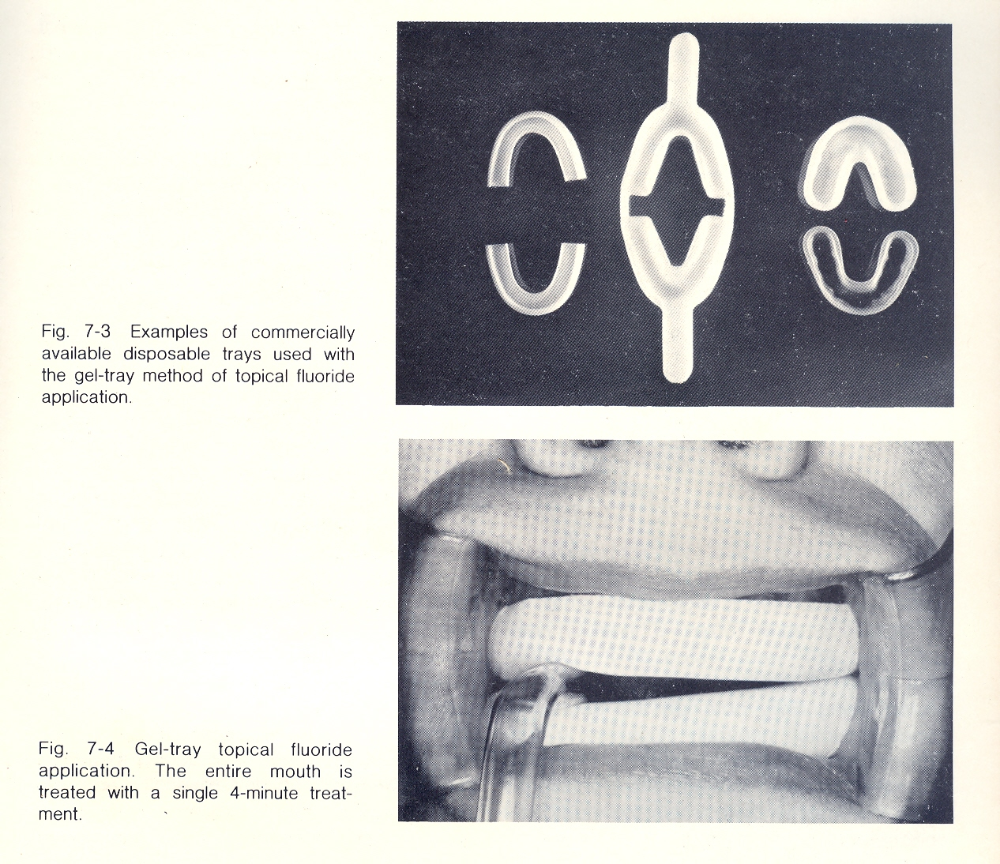 Fig. 7-3 Examples of commercially
available disposable trays used with
the gel-tray method of topical fluoride
application.
Fig. 7-4 Gel-tray topical fluoride
application. The entire mouth is
treated with a single 4-minute treat-
ment.